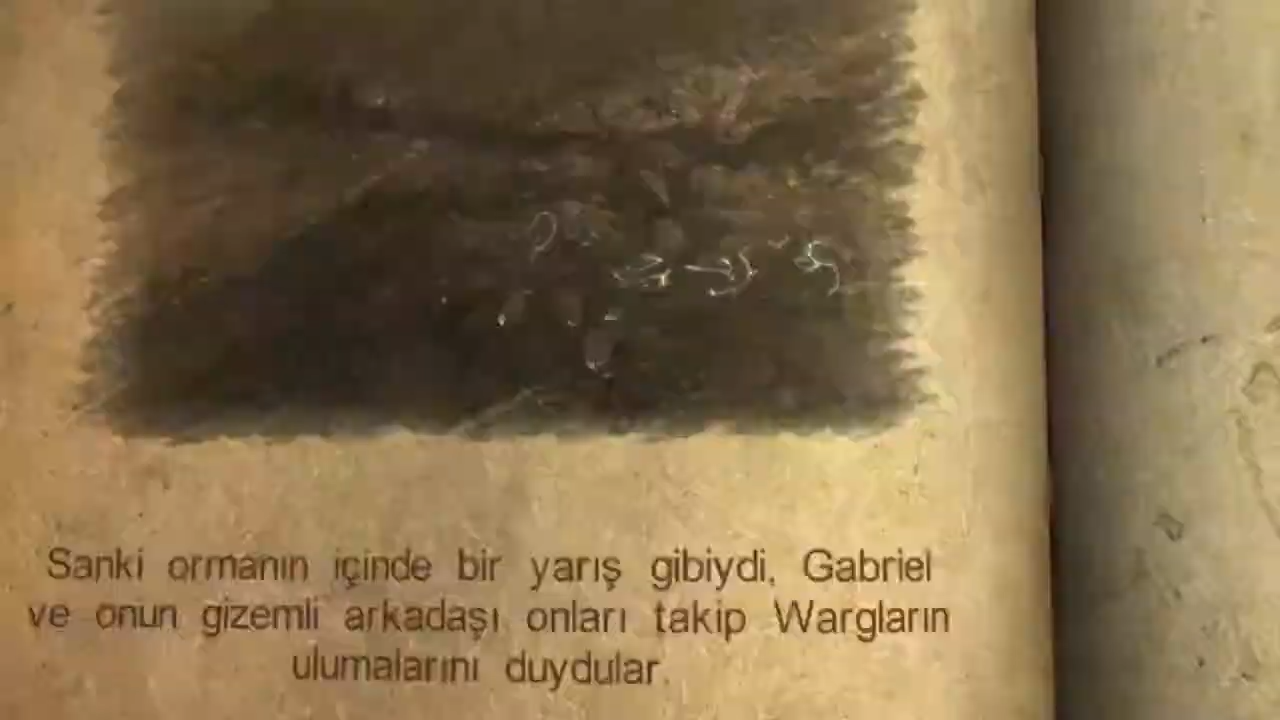 Sanki ormanın içinde bir yarış gibiydi, Gabriel
ve onun gizemli arkadaşı onları takip Wargların
ulumalarını duydular.